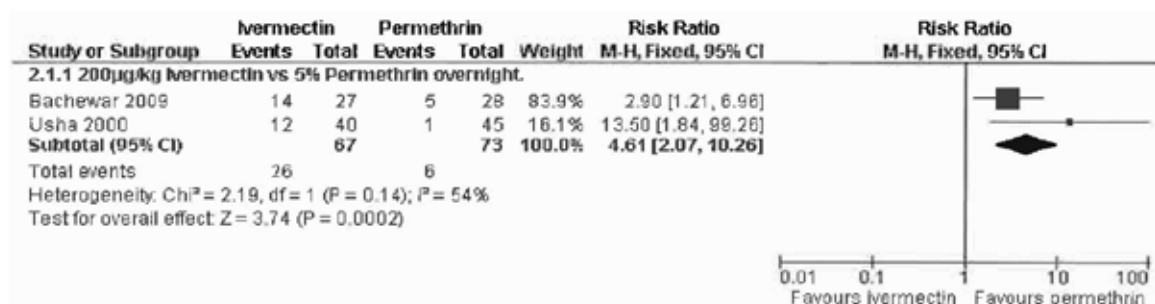 Ivermectin Permethrin Risk Ratio Risk Ratio
Study or Subgroup Events Total Events Total Weight M-H, Fixed, 95% CI M-H, Fixed, 95% CI
2.1.1 200µg/kg Ivermectin vs 5% Permethrin overnight.
Bachewar 2009 14 27 5 28 83.9% 2.90 [1.21, 6.96]
Usha 2000 12 40 1 45 16.1% 13.50 [1.84, 99.26]
Subtotal (95% CI) 67 73 100.0% 4.61 [2.07, 10.26]
Total events 26 6
Heterogeneity: Chi² = 2.19, df = 1 (P = 0.14); I² = 54%
Test for overall effect: Z = 3.74 (P = 0.0002)
0.01 0.1 1 10 100
Favours ivermectin Favours permethrin